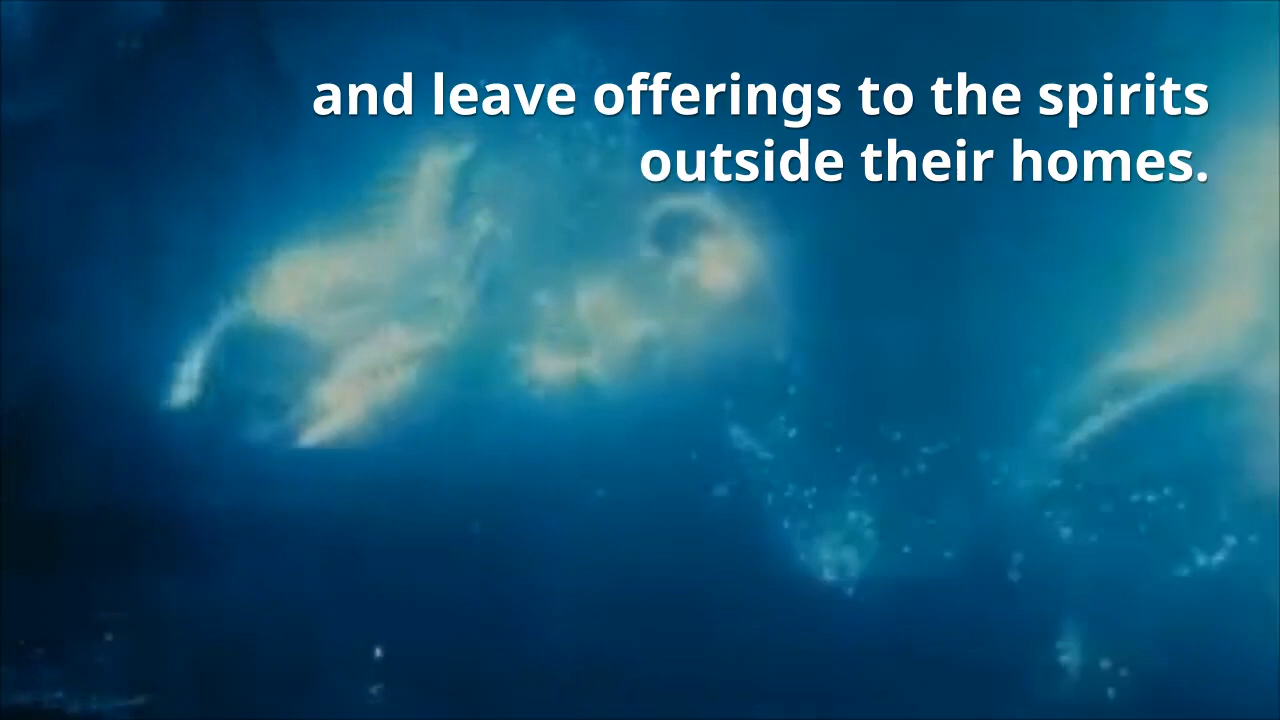 and leave offerings to the spirits
outside their homes.